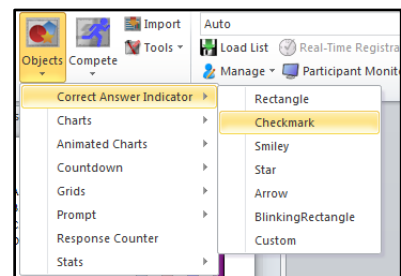 Import
Auto
Tools
Load List
Real-Time Registra
Objects
Compete
Manage
Participant Monit
Correct Answer Indicator
Charts
Animated Charts
Countdown
Grids
Prompt
Response Counter
Stats
Rectangle
Checkmark
Smiley
Star
Arrow
BlinkingRectangle
Custom